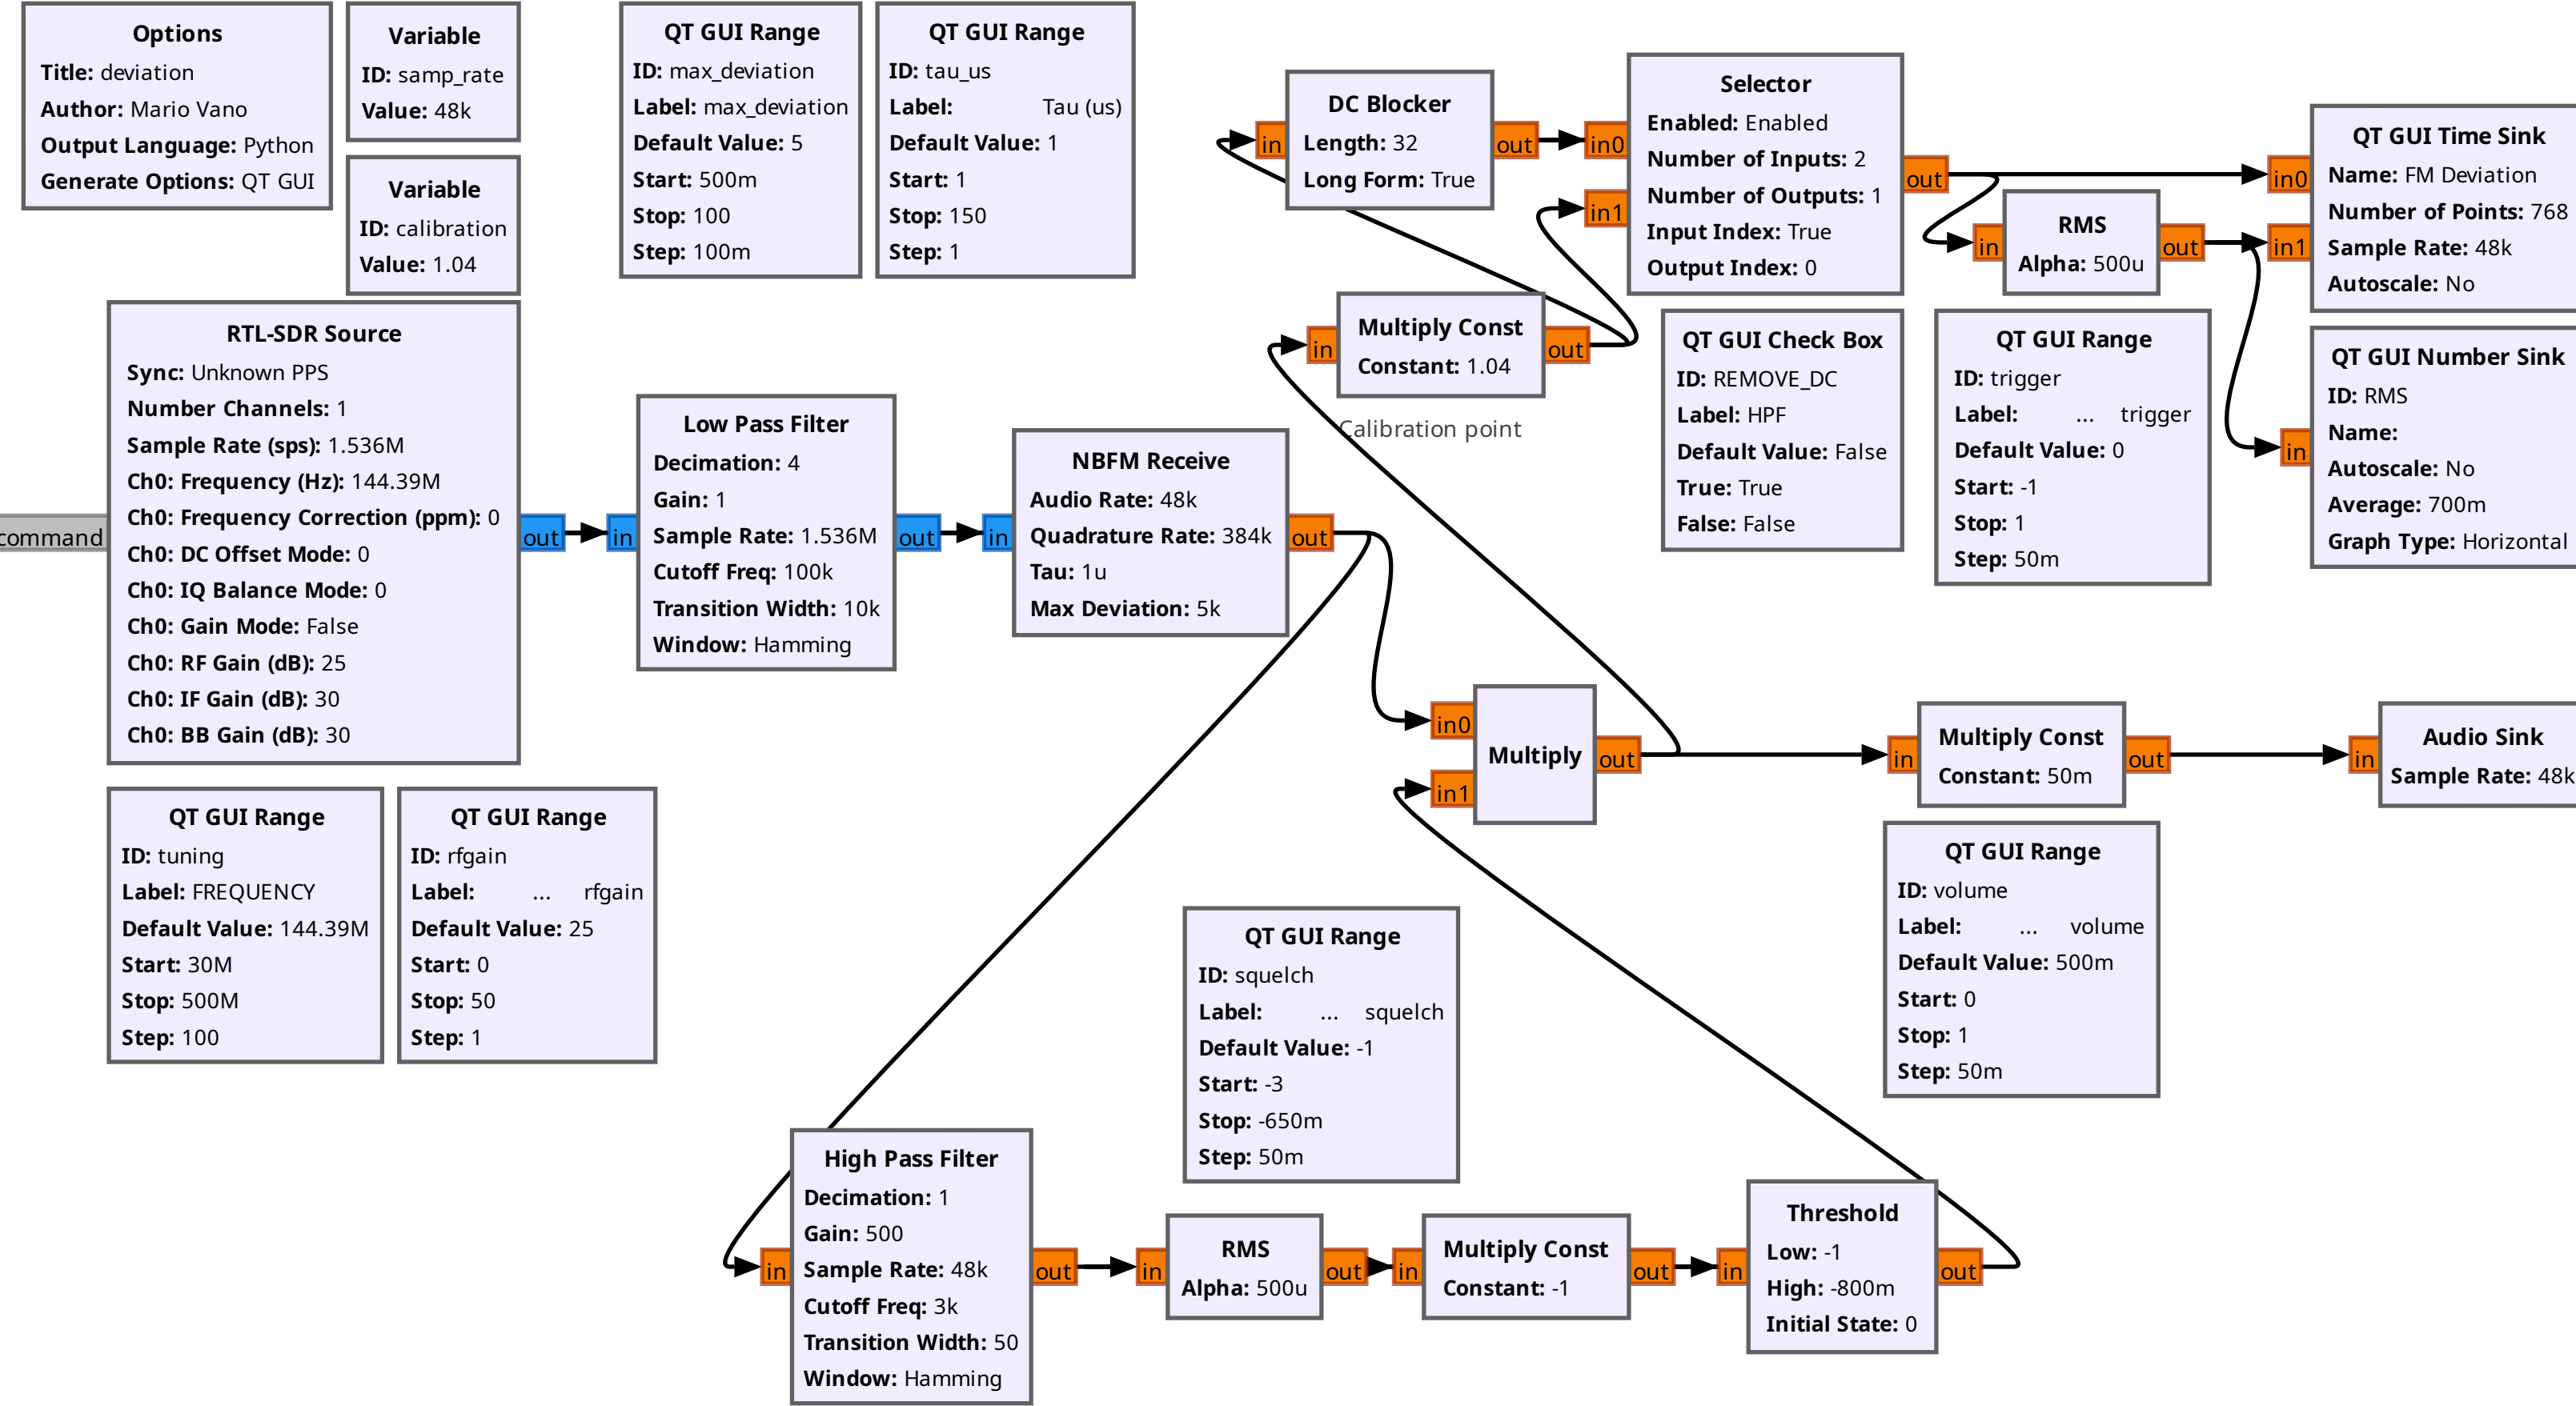 Options
Title: deviation
Author: Mario Vano
Output Language: Python
Generate Options: QT GUI
Variable
ID: samp_rate
Value: 48k
Variable
ID: calibration
Value: 1.04
QT GUI Range
ID: max_deviation
Label: max_deviation
Default Value: 5
Start: 500m
Stop: 100
Step: 100m
QT GUI Range
ID: tau_us
Label: Tau (us)
Default Value: 1
Start: 1
Stop: 150
Step: 1
in
DC Blocker
Length: 32
Long Form: True
out
in0
in1
Selector
Enabled: Enabled
Number of Inputs: 2
Number of Outputs: 1
Input Index: True
Output Index: 0
out
in
RMS
Alpha: 500u
out
in0
in1
QT GUI Time Sink
Name: FM Deviation
Number of Points: 768
Sample Rate: 48k
Autoscale: No
in
Multiply Const
Constant: 1.04
out
Calibration point
QT GUI Check Box
ID: REMOVE_DC
Label: HPF
Default Value: False
True: True
False: False
QT GUI Range
ID: trigger
Label: ... trigger
Default Value: 0
Start: -1
Stop: 1
Step: 50m
in
QT GUI Number Sink
ID: RMS
Name:
Autoscale: No
Average: 700m
Graph Type: Horizontal
command
RTL-SDR Source
Sync: Unknown PPS
Number Channels: 1
Sample Rate (sps): 1.536M
Ch0: Frequency (Hz): 144.39M
Ch0: Frequency Correction (ppm): 0
Ch0: DC Offset Mode: 0
Ch0: IQ Balance Mode: 0
Ch0: Gain Mode: False
Ch0: RF Gain (dB): 25
Ch0: IF Gain (dB): 30
Ch0: BB Gain (dB): 30
out
in
Low Pass Filter
Decimation: 4
Gain: 1
Sample Rate: 1.536M
Cutoff Freq: 100k
Transition Width: 10k
Window: Hamming
out
in
NBFM Receive
Audio Rate: 48k
Quadrature Rate: 384k
Tau: 1u
Max Deviation: 5k
out
in0
in1
Multiply
out
in
Multiply Const
Constant: 50m
out
in
Audio Sink
Sample Rate: 48k
QT GUI Range
ID: tuning
Label: FREQUENCY
Default Value: 144.39M
Start: 30M
Stop: 500M
Step: 100
QT GUI Range
ID: rfgain
Label: ... rfgain
Default Value: 25
Start: 0
Stop: 50
Step: 1
QT GUI Range
ID: squelch
Label: ... squelch
Default Value: -1
Start: -3
Stop: -650m
Step: 50m
QT GUI Range
ID: volume
Label: ... volume
Default Value: 500m
Start: 0
Stop: 1
Step: 50m
in
High Pass Filter
Decimation: 1
Gain: 500
Sample Rate: 48k
Cutoff Freq: 3k
Transition Width: 50
Window: Hamming
out
in
RMS
Alpha: 500u
out
in
Multiply Const
Constant: -1
out
in
Threshold
Low: -1
High: -800m
Initial State: 0
out